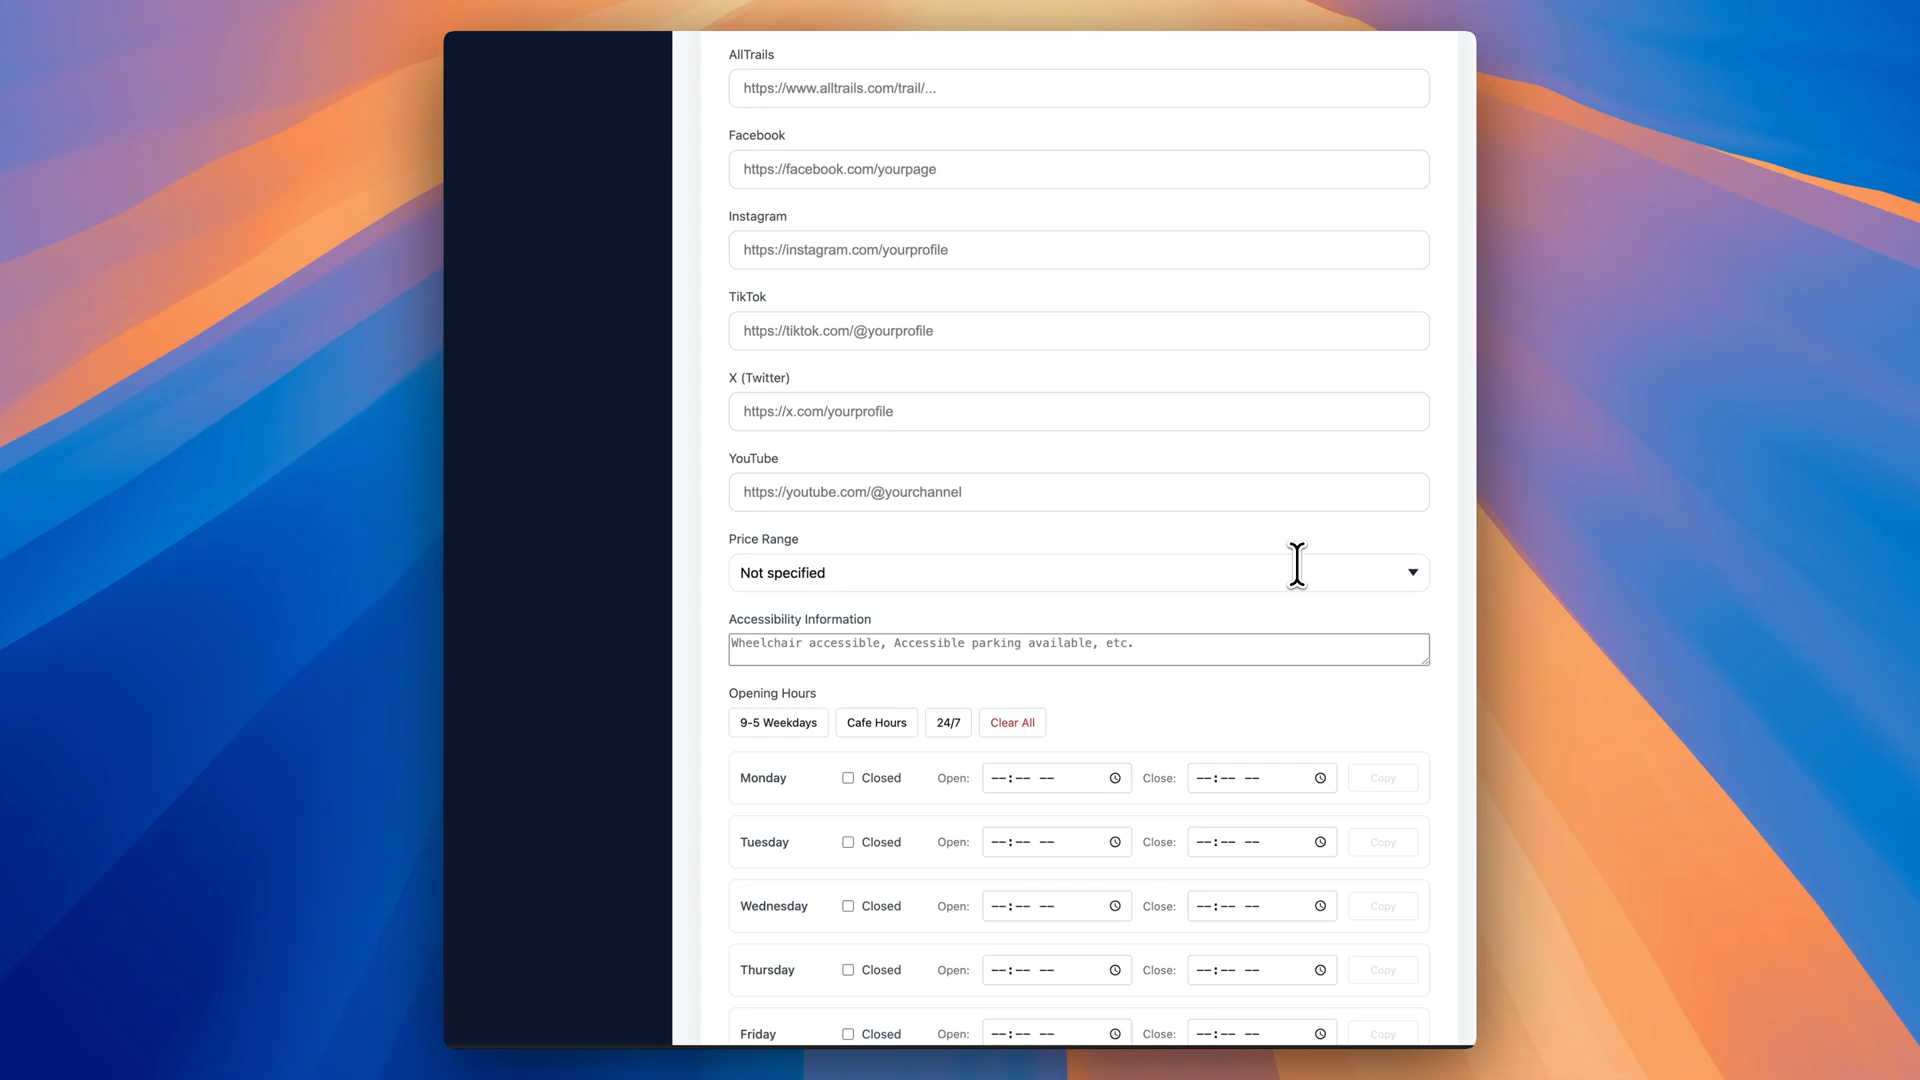 AllTrails
https://www.alltrails.com/trail/...
Facebook
https://facebook.com/yourpage
Instagram
https://instagram.com/yourprofile
TikTok
https://tiktok.com/@yourprofile
X (Twitter)
https://x.com/yourprofile
YouTube
https://youtube.com/@yourchannel
Price Range
Not specified
Accessibility Information
Wheelchair accessible, Accessible parking available, etc.
Opening Hours
9-5 Weekdays Cafe Hours 24/7 Clear All
Monday Closed Open: --:-- -- Close: --:-- -- Copy
Tuesday Closed Open: --:-- -- Close: --:-- -- Copy
Wednesday Closed Open: --:-- -- Close: --:-- -- Copy
Thursday Closed Open: --:-- -- Close: --:-- -- Copy
Friday Closed Open: --:-- -- Close: --:-- -- Copy